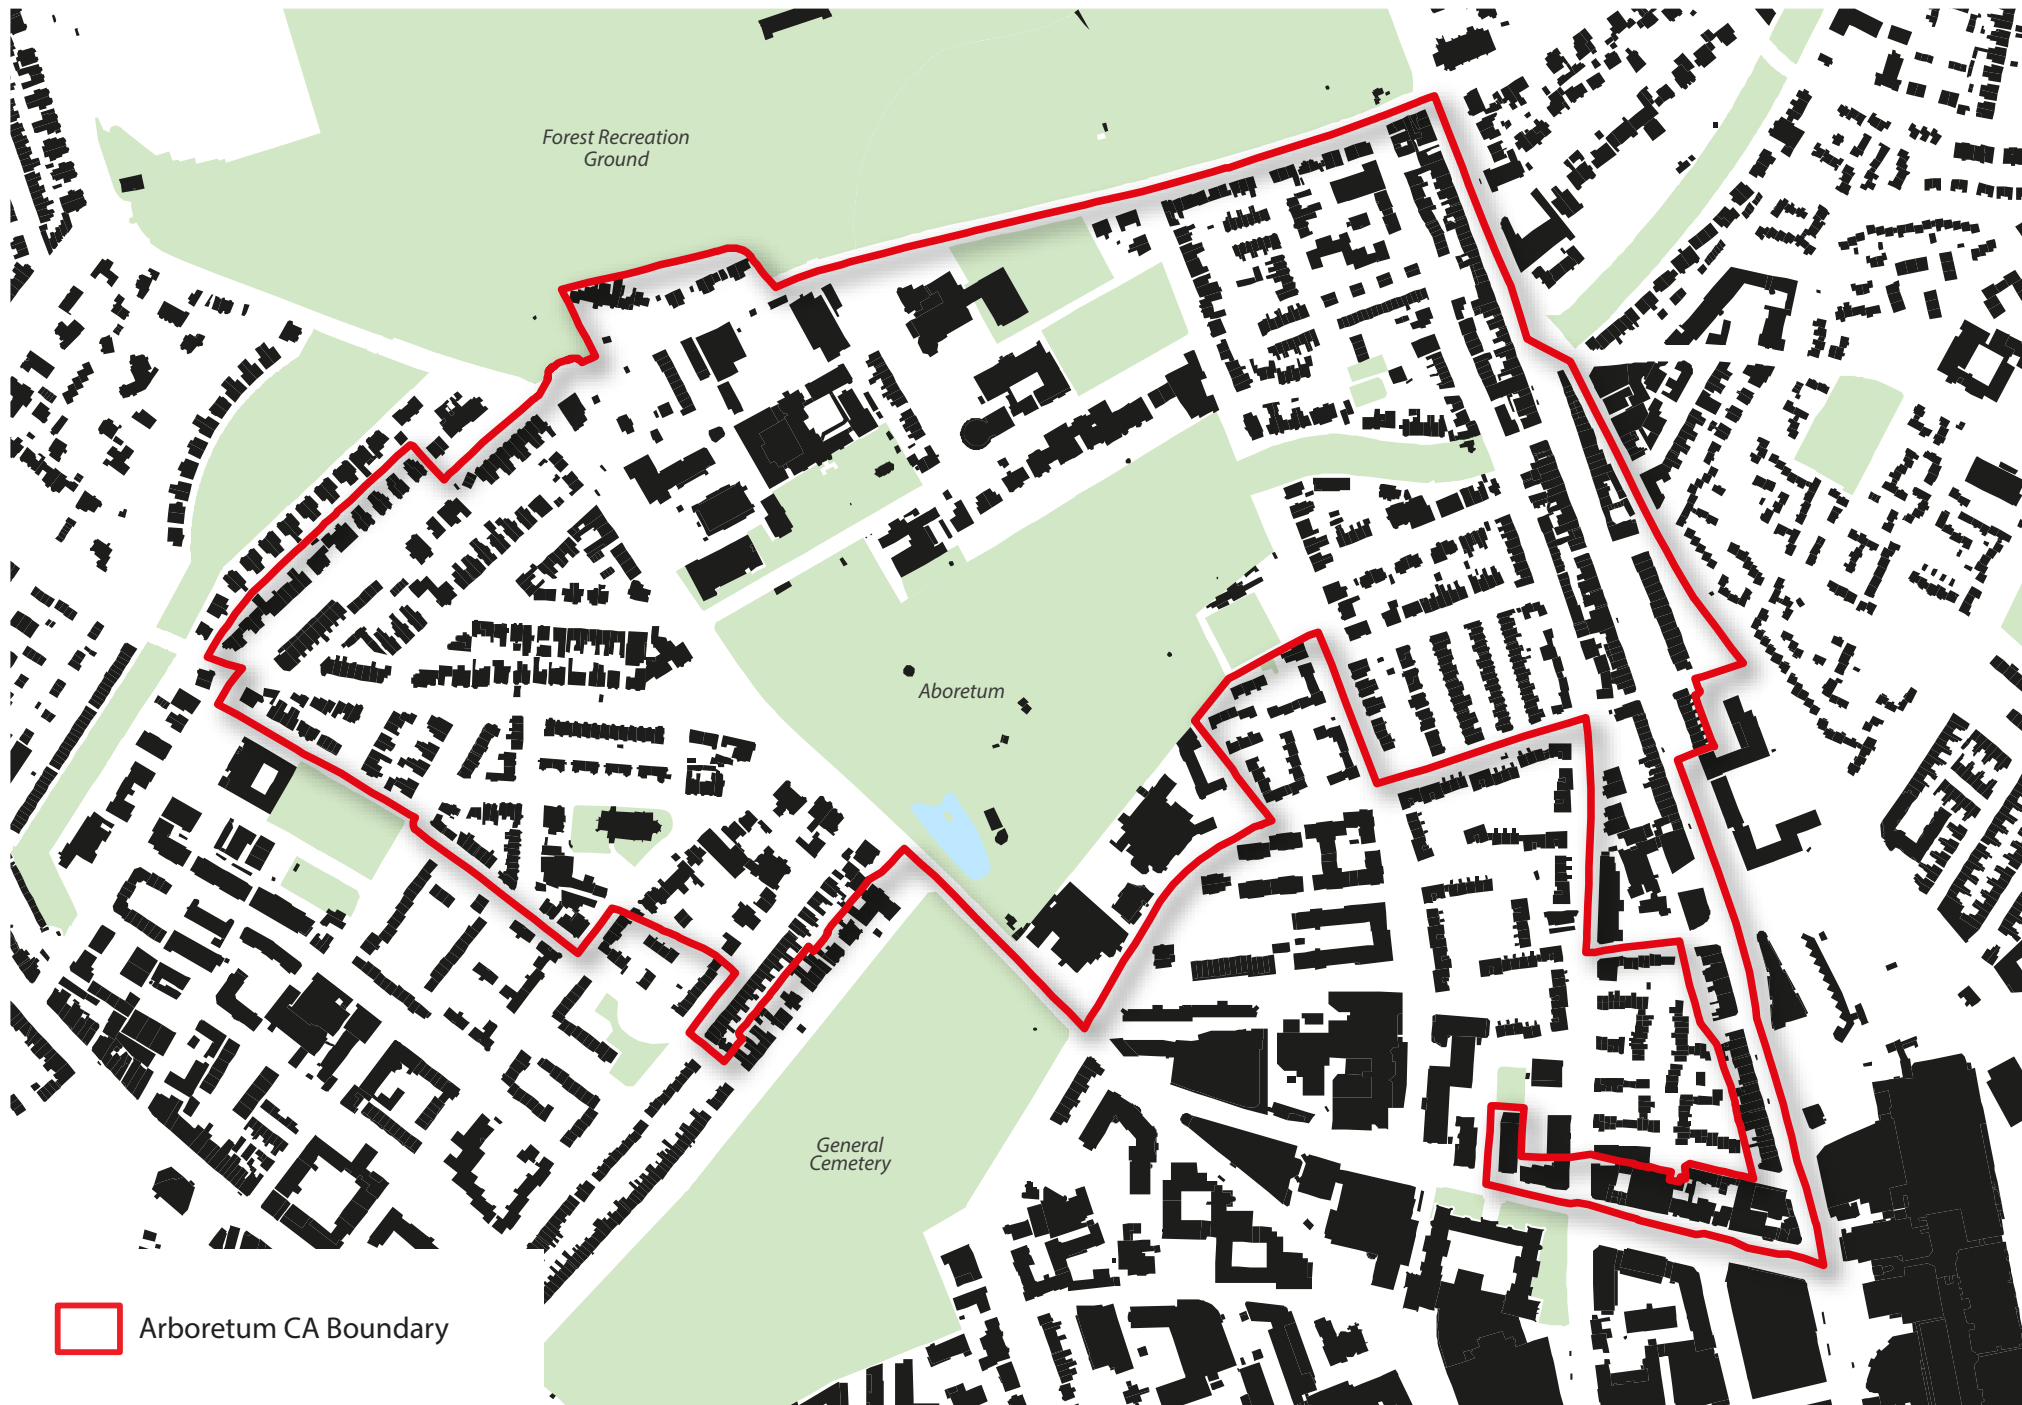 Forest Recreation
Ground
Aboretum
General
Cemetery
Arboretum CA Boundary